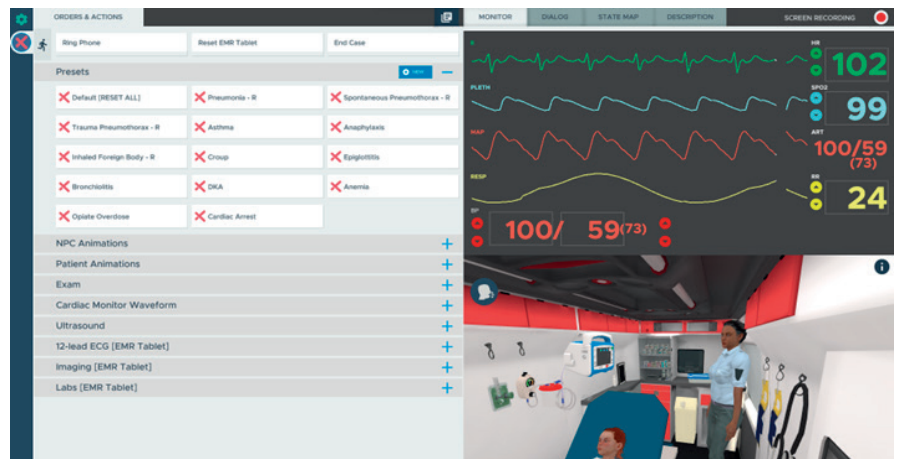 ORDERS & ACTIONS
Ring Phone
Reset EMR Tablet
End Case
Presets
Default [RESET ALL]
Pneumonia - R
Spontaneous Pneumothorax - R
Trauma Pneumothorax - R
Asthma
Anaphylaxis
Inhaled Foreign Body - R
Croup
Epiglottitis
Bronchiolitis
DKA
Anemia
Opiate Overdose
Cardiac Arrest
NPC Animations
Patient Animations
Exam
Cardiac Monitor Waveform
Ultrasound
12-lead ECG [EMR Tablet]
Imaging [EMR Tablet]
Labs [EMR Tablet]
MONITOR
DIALOG
STATE MAP
DESCRIPTION
SCREEN RECORDING
HR
102
PLETH
SPO2
99
MAP
ART
100/59
(73)
RESP
RR
24
BP
100/ 59(73)